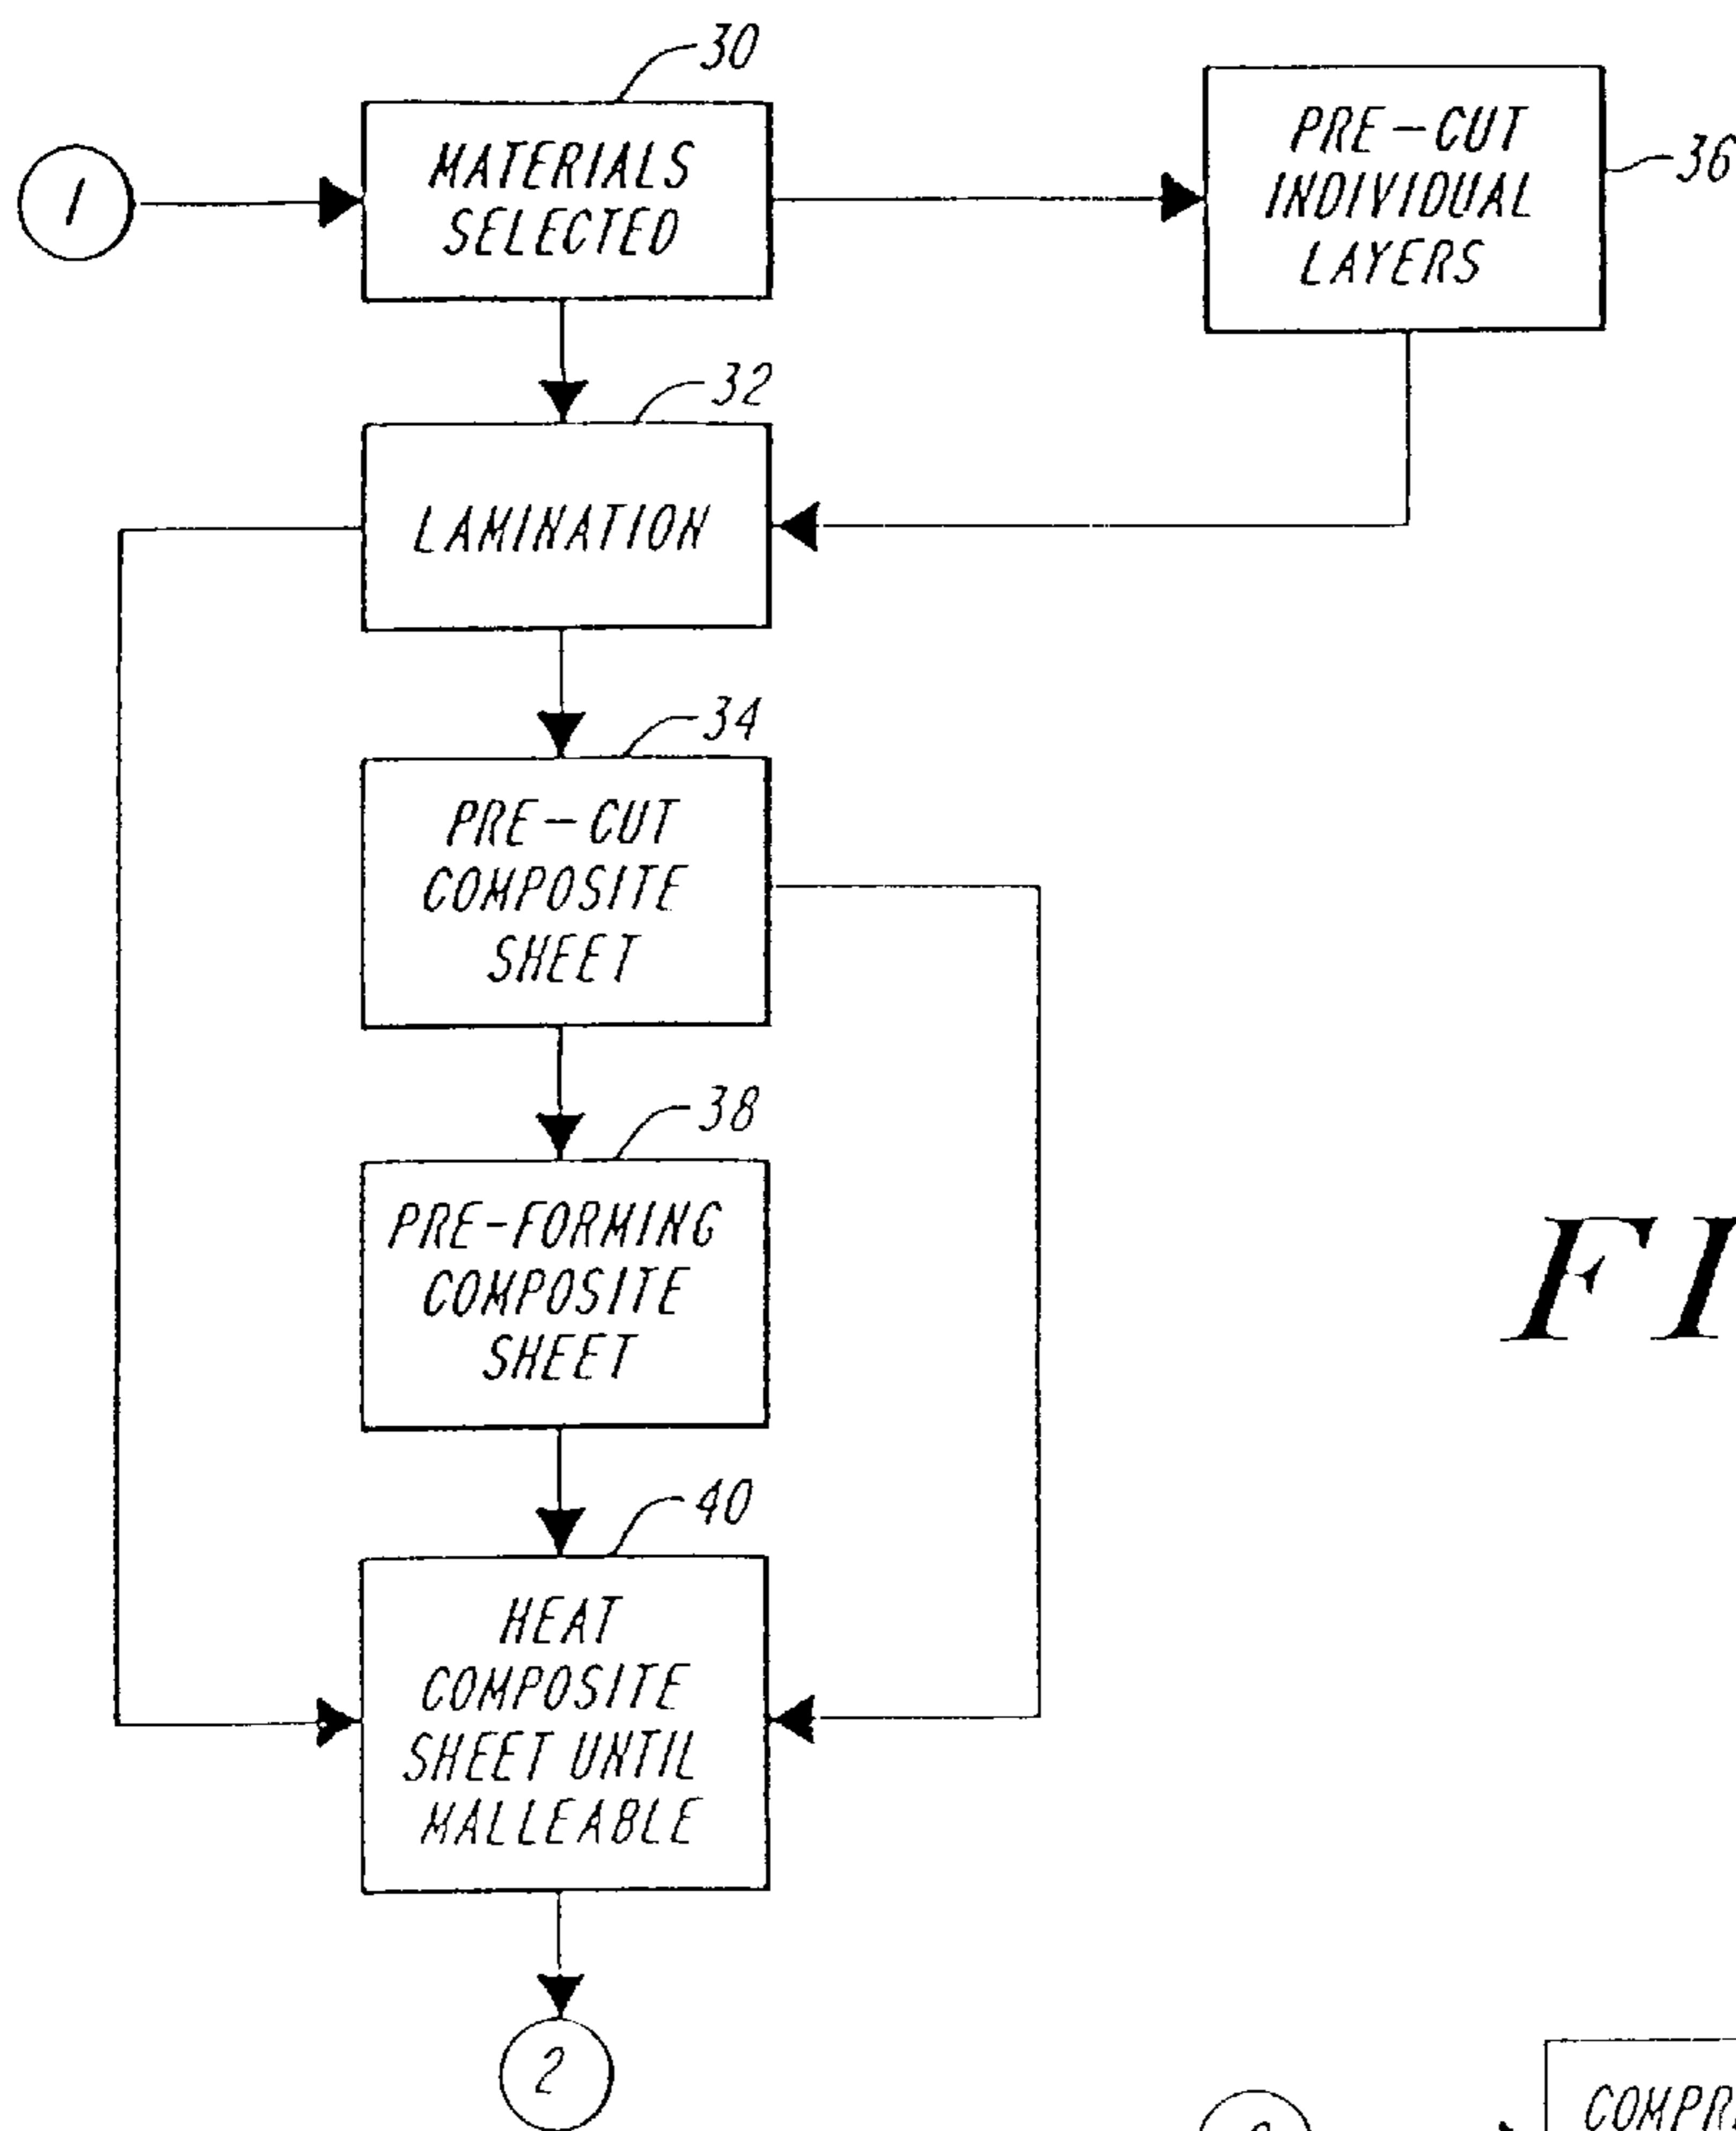 30
1
MATERIALS
SELECTED
PRE-CUT
INDIVIDUAL
LAYERS
36
32
LAMINATION
34
PRE-CUT
COMPOSITE
SHEET
38
PRE-FORMING
COMPOSITE
SHEET
40
HEAT
COMPOSITE
SHEET UNTIL
MALLEABLE
2